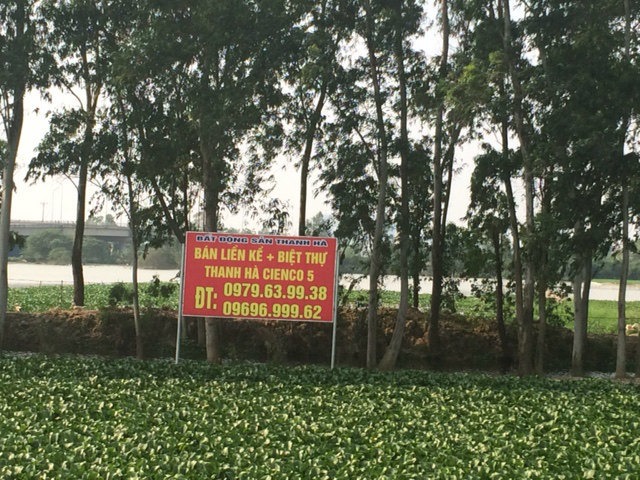 BẤT ĐỘNG SẢN THANH HÀ
BÁN LIỀN KỀ + BIỆT THỰ
THANH HÀ CIENCO 5
ĐT: 0979.63.99.38
09696.999.62